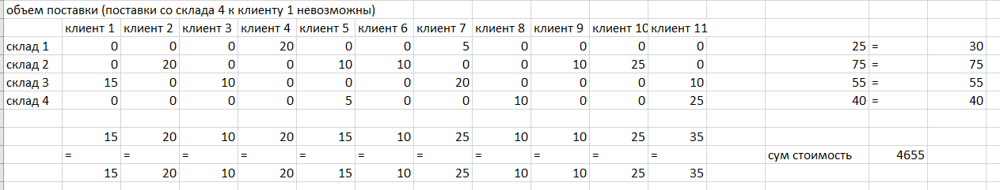 объем поставки (поставки со склада 4 к клиенту 1 невозможны)
клиент 1 клиент 2 клиент 3 клиент 4 клиент 5 клиент 6 клиент 7 клиент 8 клиент 9 клиент 10 клиент 11
склад 1 0 0 0 20 0 0 5 0 0 0 0 25 = 30
склад 2 0 20 0 0 10 10 0 0 10 25 0 75 = 75
склад 3 15 0 10 0 0 0 20 0 0 0 10 55 = 55
склад 4 0 0 0 0 5 0 0 10 0 0 25 40 = 40
15 20 10 20 15 10 25 10 10 25 35
= = = = = = = = = = = сум стоимость 4655
15 20 10 20 15 10 25 10 10 25 35